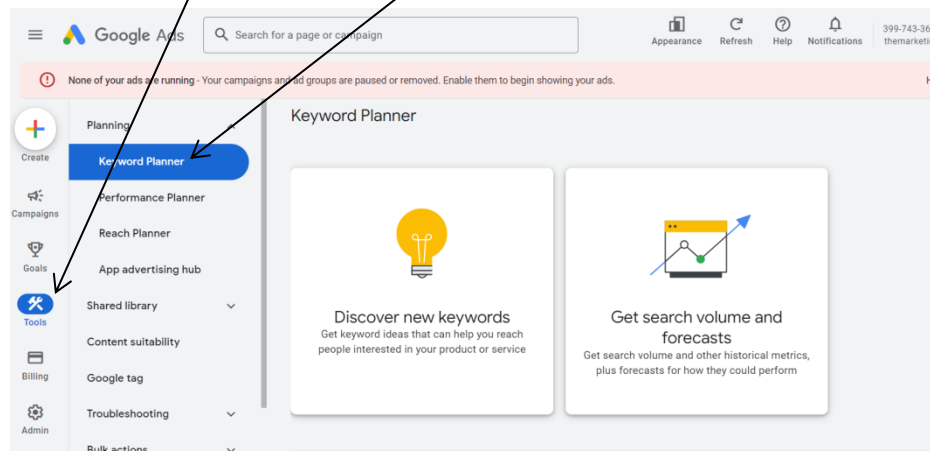 Google Ads
Search for a page or campaign
Appearance
Refresh
Help
Notifications
399-743-36
themarketi
None of your ads are running - Your campaigns and ad groups are paused or removed. Enable them to begin showing your ads.
Create
Campaigns
Goals
Tools
Billing
Admin
Planning
Keyword Planner
Performance Planner
Reach Planner
App advertising hub
Shared library
Content suitability
Google tag
Troubleshooting
Bulk actions
Keyword Planner
Discover new keywords
Get keyword ideas that can help you reach
people interested in your product or service
Get search volume and
forecasts
Get search volume and other historical metrics,
plus forecasts for how they could perform